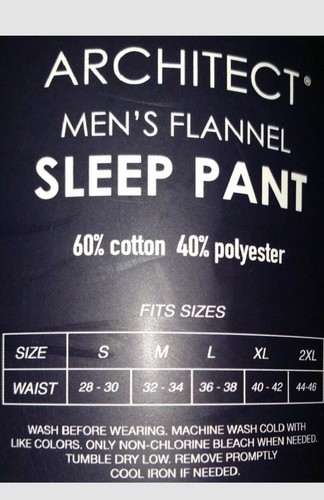 ARCHITECT®
MEN'S FLANNEL
SLEEP PANT
60% cotton 40% polyester
FITS SIZES
SIZE S M L XL 2XL
WAIST 28 - 30 32 - 34 36 - 38 40 - 42 44-46
WASH BEFORE WEARING. MACHINE WASH COLD WITH
LIKE COLORS. ONLY NON-CHLORINE BLEACH WHEN NEEDED.
TUMBLE DRY LOW. REMOVE PROMPTLY
COOL IRON IF NEEDED.